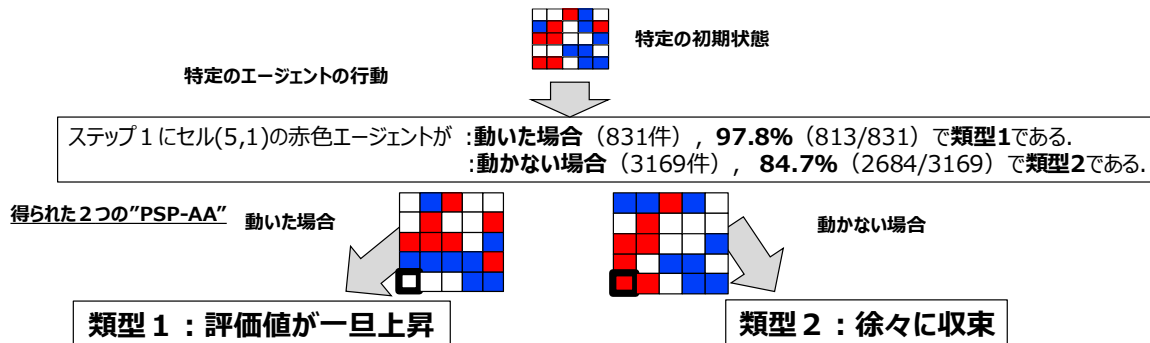 特定の初期状態
特定のエージェントの行動
ステップ１にセル(5,1)の赤色エージェントが :動いた場合（831件）, 97.8%（813/831）で類型1である.
:動かない場合（3169件）, 84.7%（2684/3169）で類型2である.
得られた２つの”PSP-AA”
動いた場合
動かない場合
類型１：評価値が一旦上昇
類型２：徐々に収束